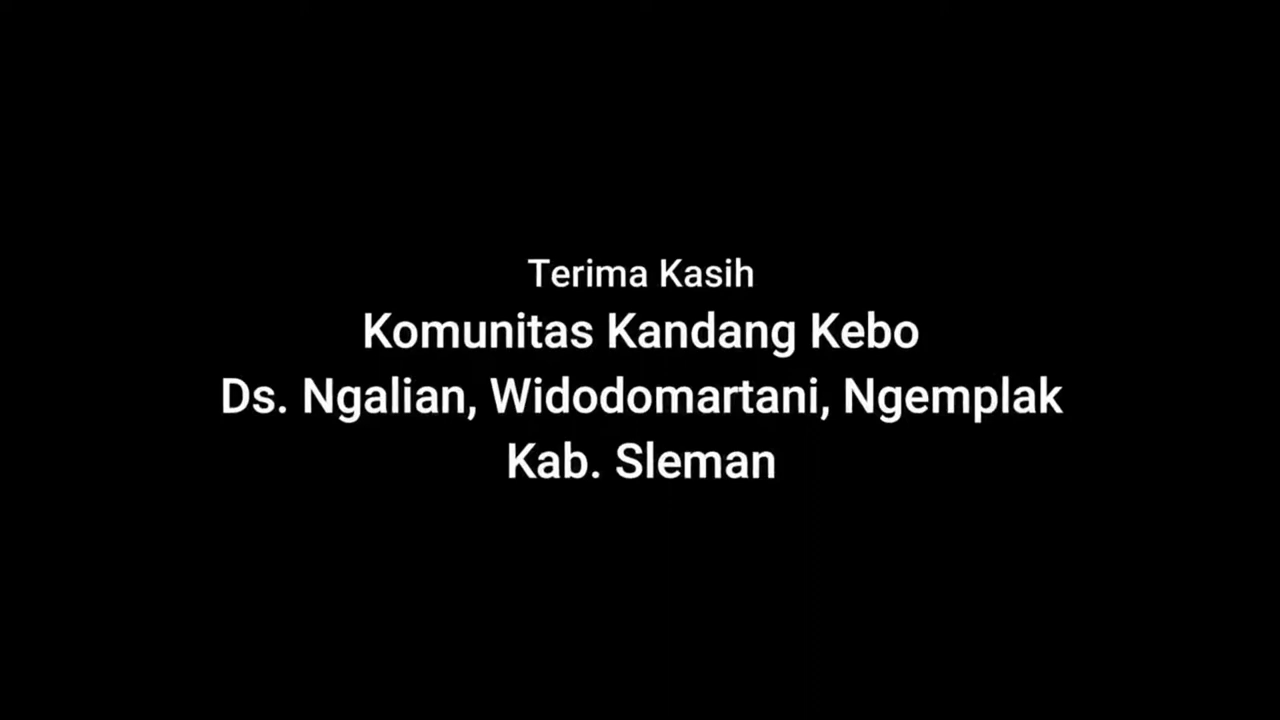 Terima Kasih
Komunitas Kandang Kebo
Ds. Ngalian, Widodomartani, Ngemplak
Kab. Sleman